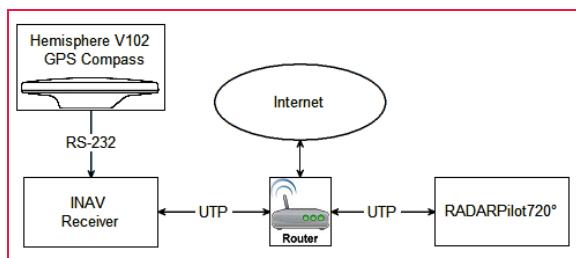 Hemisphere V102
GPS Compass
Internet
RS-232
INAV
Receiver
UTP
Router
UTP
RADARPilot720°